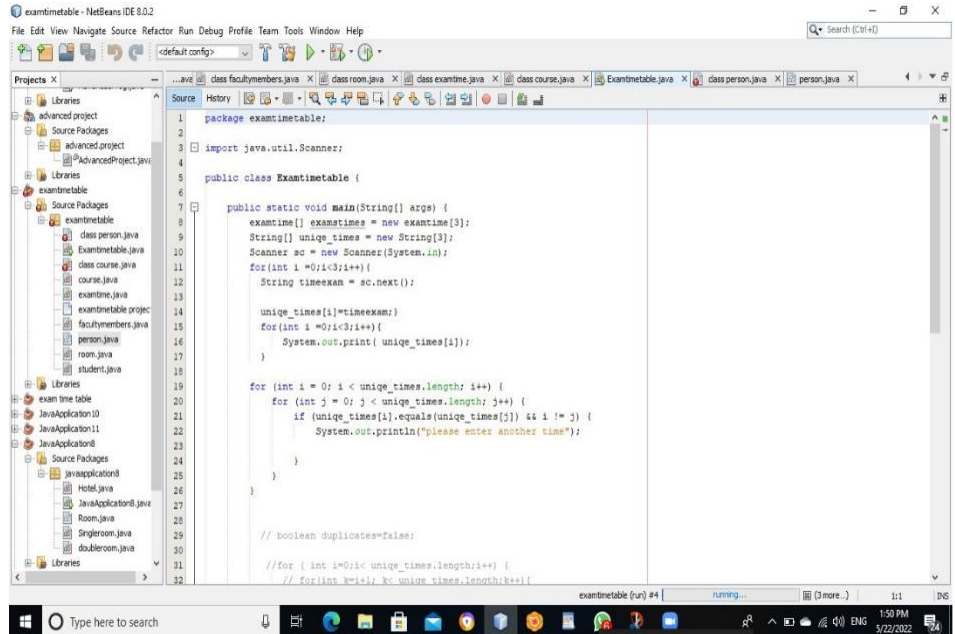 examtimetable - NetBeans IDE 8.0.2
File Edit View Navigate Source Refactor Run Debug Profile Team Tools Window Help
Search (Ctrl+I)
<default config>
Projects
...ava class facultymembers.java class room.java class examtime.java class course.java Examtimetable.java class person.java person.java
Source History
Libraries
advanced project
Source Packages
advanced.project
AdvancedProject.java
Libraries
examtimetable
Source Packages
examtimetable
class person.java
Examtimetable.java
class course.java
course.java
examtime.java
examtimetable projec
facultymembers.java
person.java
room.java
student.java
Libraries
exam time table
JavaApplication10
JavaApplication11
JavaApplication8
Source Packages
javaapplication8
Hotel.java
JavaApplication8.java
Room.java
Singleroom.java
doubleroom.java
Libraries
1 package examtimetable;
2
3 import java.util.Scanner;
4
5 public class Examtimetable {
6
7 public static void main(String[] args) {
8 examtime[] examstimes = new examtime[3];
9 String[] uniqe_times = new String[3];
10 Scanner sc = new Scanner(System.in);
11 for(int i =0;i<3;i++){
12 String timeexam = sc.next();
13
14 uniqe_times[i]=timeexam;}
15 for(int i =0;i<3;i++){
16 System.out.print( uniqe_times[i]);
17 }
18
19 for (int i = 0; i < uniqe_times.length; i++) {
20 for (int j = 0; j < uniqe_times.length; j++) {
21 if (uniqe_times[i].equals(uniqe_times[j]) && i != j) {
22 System.out.println("please enter another time");
23
24 }
25 }
26 }
27
28
29 // boolean duplicates=false;
30
31 //for ( int i=0;i< uniqe_times.length;i++) {
32 // for(int k=i+1; k< uniqe_times.length;k++){
examtimetable (run) #4 running... (3 more...) 1:1 INS
Type here to search
ENG
1:50 PM
5/22/2022
24